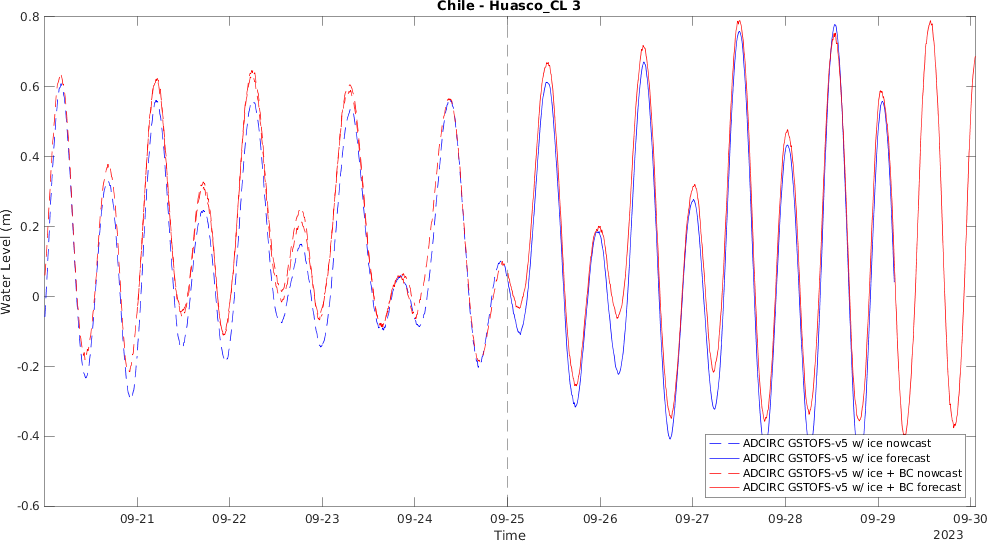 Chile - Huasco_CL 3
Water Level (m)
0.8
0.6
0.4
0.2
0
-0.2
-0.4
-0.6
ADCIRC GSTOFS-v5 w/ ice nowcast
ADCIRC GSTOFS-v5 w/ ice forecast
ADCIRC GSTOFS-v5 w/ ice + BC nowcast
ADCIRC GSTOFS-v5 w/ ice + BC forecast
09-21 09-22 09-23 09-24 09-25 09-26 09-27 09-28 09-29 09-30
Time
2023